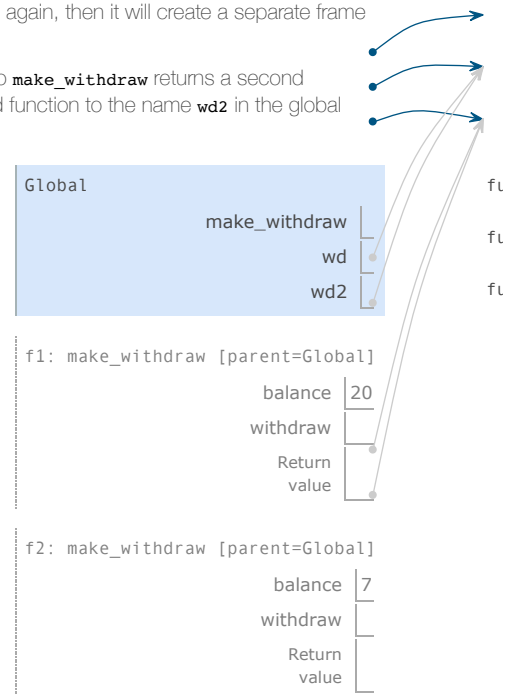 again, then it will create a separate frame
make_withdraw returns a second
function to the name wd2 in the global
Global
make_withdraw
wd
wd2
f1: make_withdraw [parent=Global]
balance 20
withdraw
Return
value
f2: make_withdraw [parent=Global]
balance 7
withdraw
Return
value